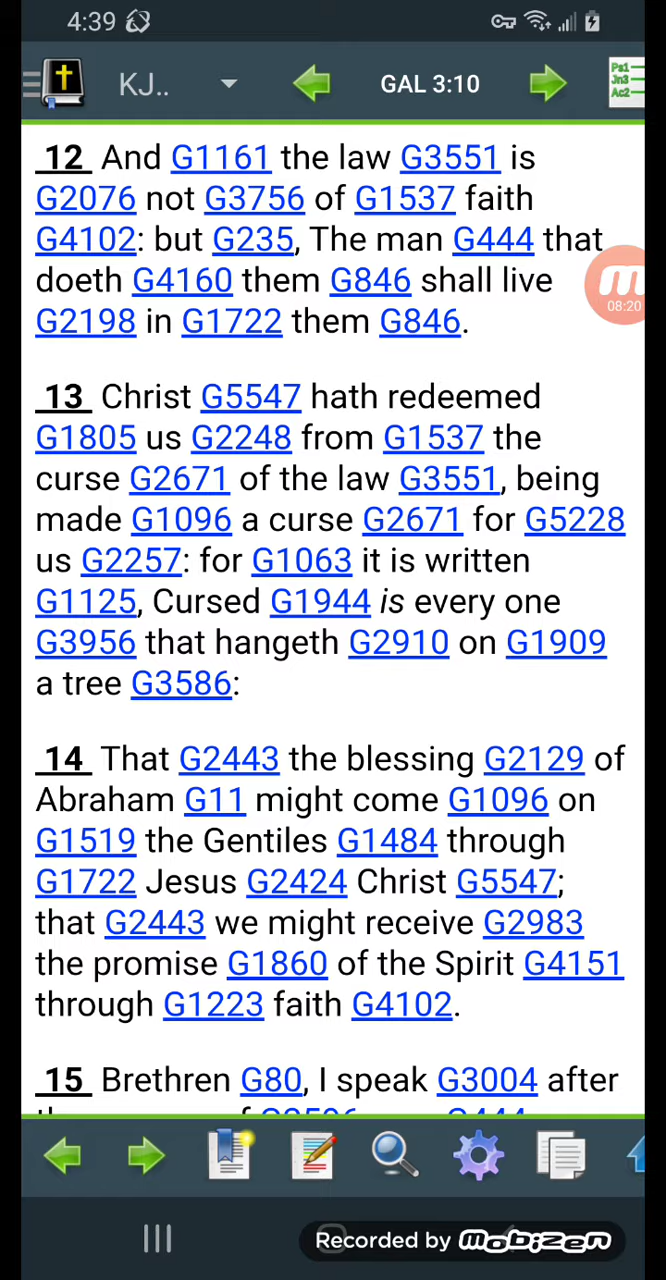 4:39
KJ.. GAL 3:10
Ps1
Jn3
Ac2
12 And G1161 the law G3551 is
G2076 not G3756 of G1537 faith
G4102: but G235, The man G444 that
doeth G4160 them G846 shall live
G2198 in G1722 them G846.
08:20
13 Christ G5547 hath redeemed
G1805 us G2248 from G1537 the
curse G2671 of the law G3551, being
made G1096 a curse G2671 for G5228
us G2257: for G1063 it is written
G1125, Cursed G1944 is every one
G3956 that hangeth G2910 on G1909
a tree G3586:
14 That G2443 the blessing G2129 of
Abraham G11 might come G1096 on
G1519 the Gentiles G1484 through
G1722 Jesus G2424 Christ G5547;
that G2443 we might receive G2983
the promise G1860 of the Spirit G4151
through G1223 faith G4102.
15 Brethren G80, I speak G3004 after
Recorded by mobizen